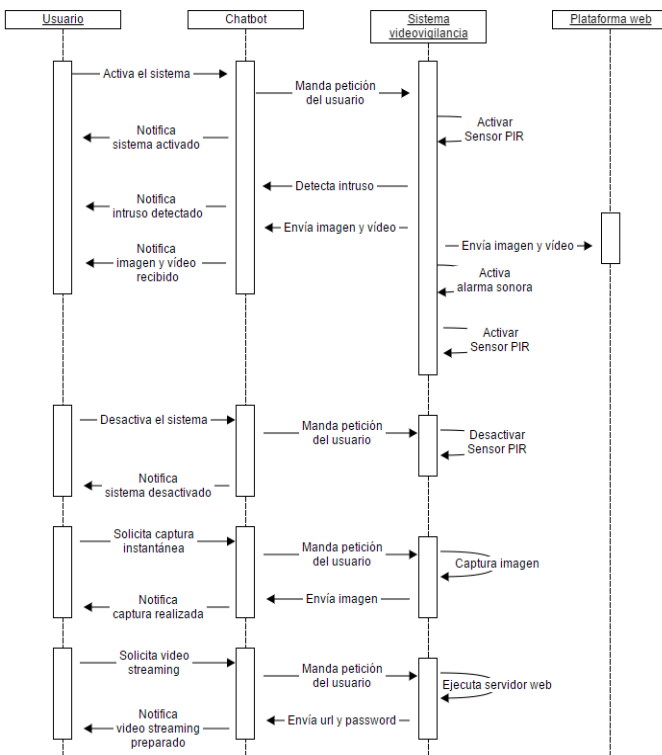 Usuario
Chatbot
Sistema
videovigilancia
Plataforma web
Activa el sistema
Manda petición
del usuario
Activar
Sensor PIR
Notifica
sistema activado
Detecta intruso
Notifica
intruso detectado
Envía imagen y vídeo
Envía imagen y vídeo
Notifica
imagen y vídeo
recibido
Activa
alarma sonora
Activar
Sensor PIR
Desactiva el sistema
Manda petición
del usuario
Desactivar
Sensor PIR
Notifica
sistema desactivado
Solicita captura
instantánea
Manda petición
del usuario
Captura imagen
Envía imagen
Notifica
captura realizada
Solicita video
streaming
Manda petición
del usuario
Ejecuta servidor web
Envía url y password
Notifica
video streaming
preparado